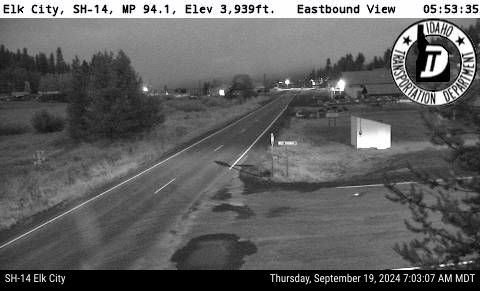 Elk City, SH-14, MP 94.1, Elev 3,939ft. Eastbound View 05:53:35
IDAHO
TRANSPORTATION DEPARTMENT
SH-14 Elk City Thursday, September 19, 2024 7:03:07 AM MDT